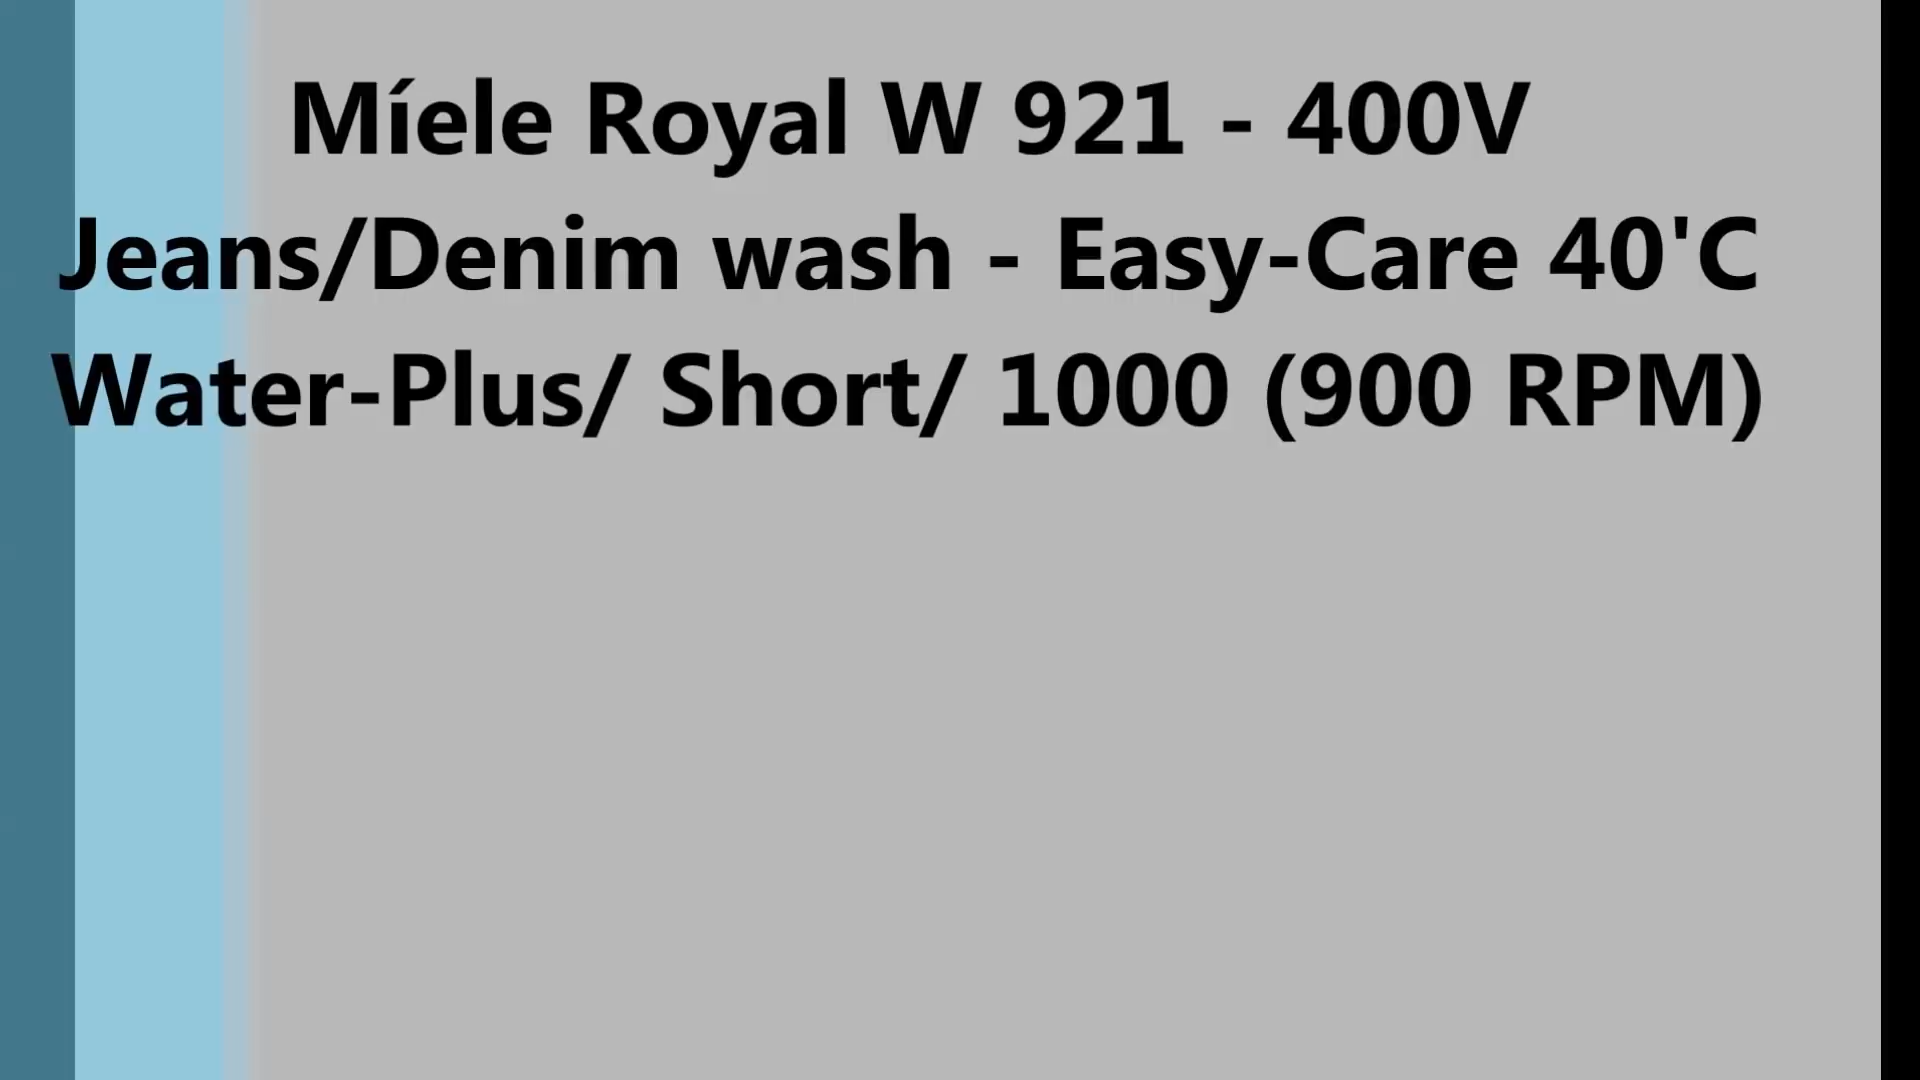 Míele Royal W 921 - 400V
Jeans/Denim wash - Easy-Care 40'C
Water-Plus/ Short/ 1000 (900 RPM)